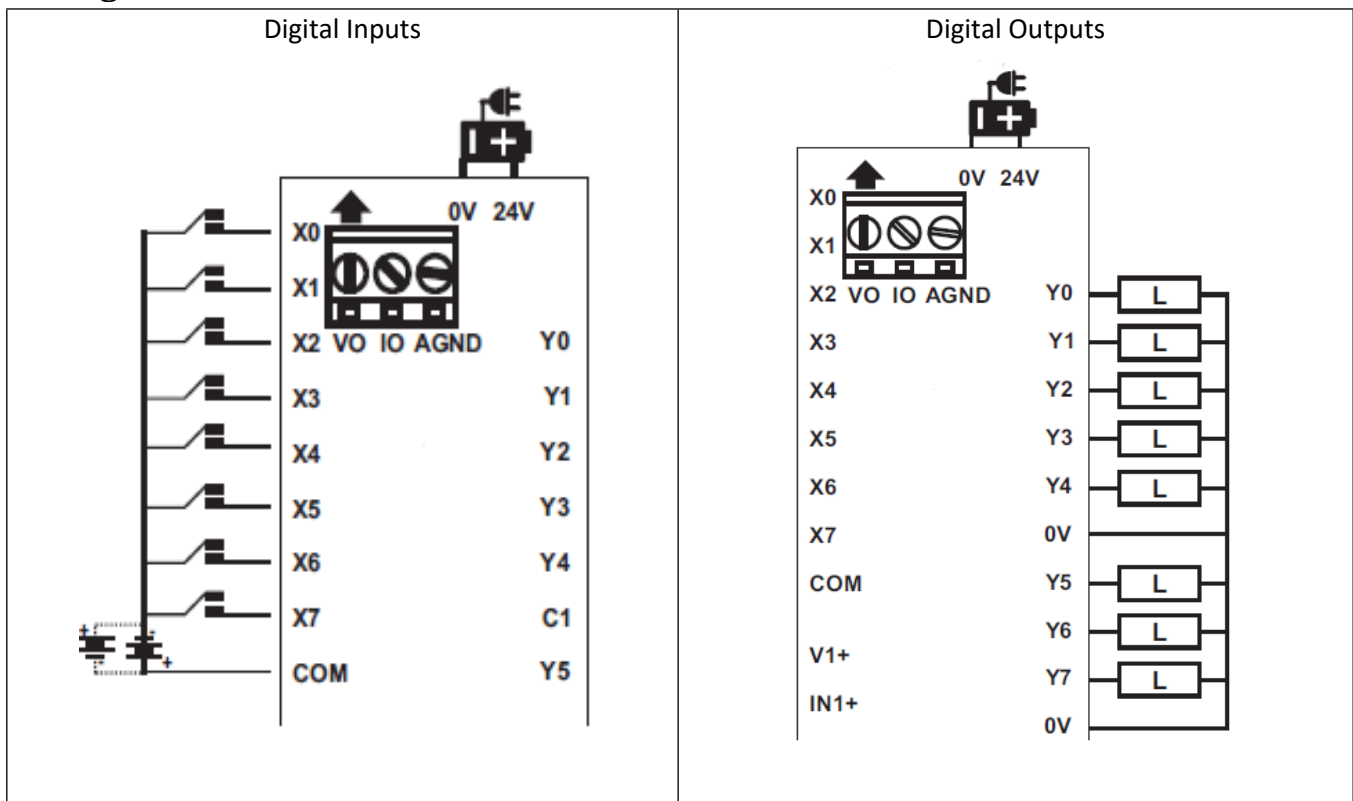 Digital Inputs
0V 24V
X0
X1
X2 VO IO AGND Y0
X3 Y1
X4 Y2
X5 Y3
X6 Y4
X7 C1
COM Y5
+ -
- +
Digital Outputs
0V 24V
X0
X1
X2 VO IO AGND Y0 L
X3 Y1 L
X4 Y2 L
X5 Y3 L
X6 Y4 L
X7 0V
COM Y5 L
Y6 L
V1+
Y7 L
IN1+
0V